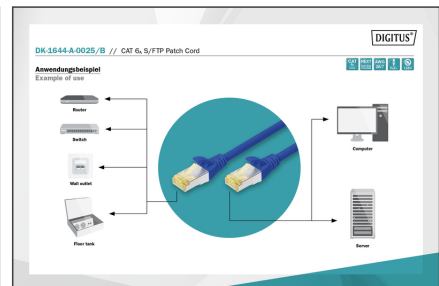 DIGITUS®
DK-1644-A-0025/B // CAT 6A S/FTP Patch Cord
Anwendungsbeispiel
Example of use
Router
Switch
Wall outlet
Floor tank
Computer
Server